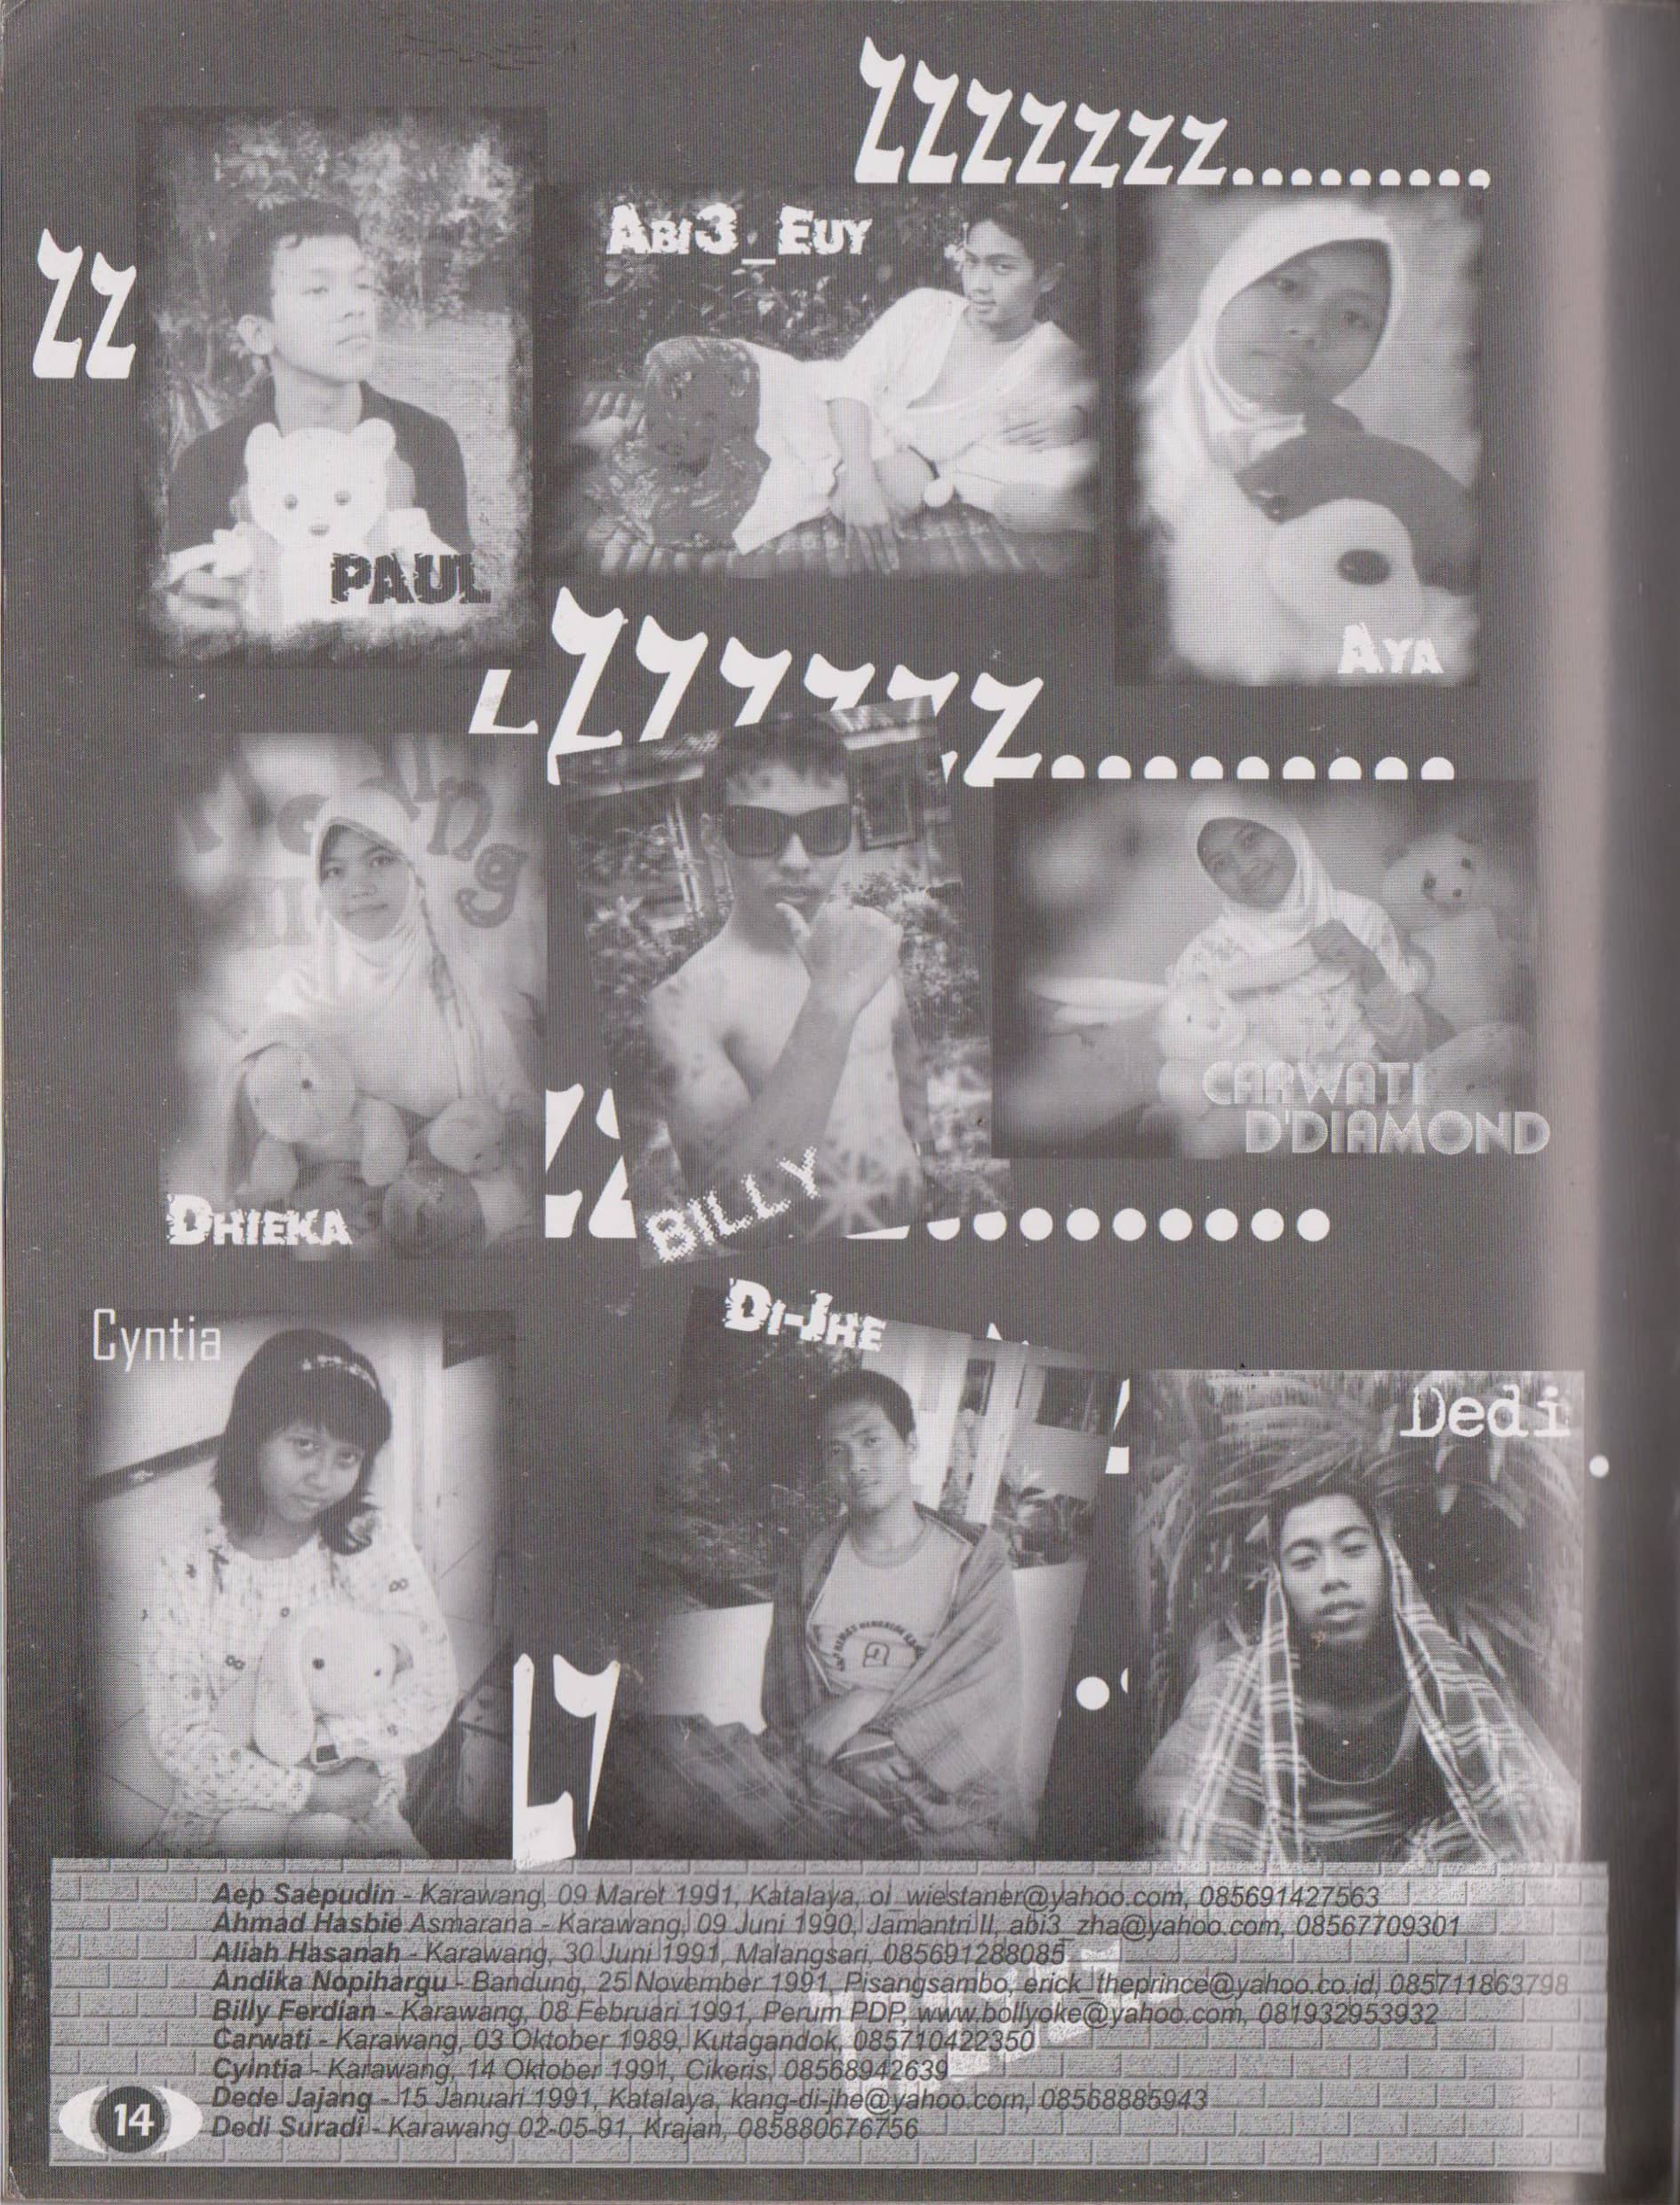 ZZZZZZZ..........
ZZ
ABI3_EUY
PAUL
AYA
DHIEKA
BILLY
CARWATI
D'DIAMOND
Cyntia
DI-JHE
Dedi
2
Aep Saepudin - Karawang, 09 Maret 1991, Katalaya, oi_wiestaner@yahoo.com, 085691427563
Ahmad Hasbie Asmarana - Karawang, 09 Juni 1990, Jamantri II, abi3_zha@yahoo.com, 08567709301
Aliah Hasanah - Karawang, 30 Juni 1991, Malangsari, 085691288085
Andika Nopihargu - Bandung, 25 November 1991, Pisangsambo, erick_theprince@yahoo.co.id, 085711863798
Billy Ferdian - Karawang, 08 Februari 1991, Perum PDP, www.bollyoke@yahoo.com, 081932953932
Carwati - Karawang, 03 Oktober 1989, Kutagandok, 085710422350
Cyintia - Karawang, 14 Oktober 1991, Cikeris, 08568942639
Dede Jajang - 15 Januari 1991, Katalaya, kang-di-jhe@yahoo.com, 08568885943
Dedi Suradi - Karawang 02-05-91, Krajan, 085880676756
14